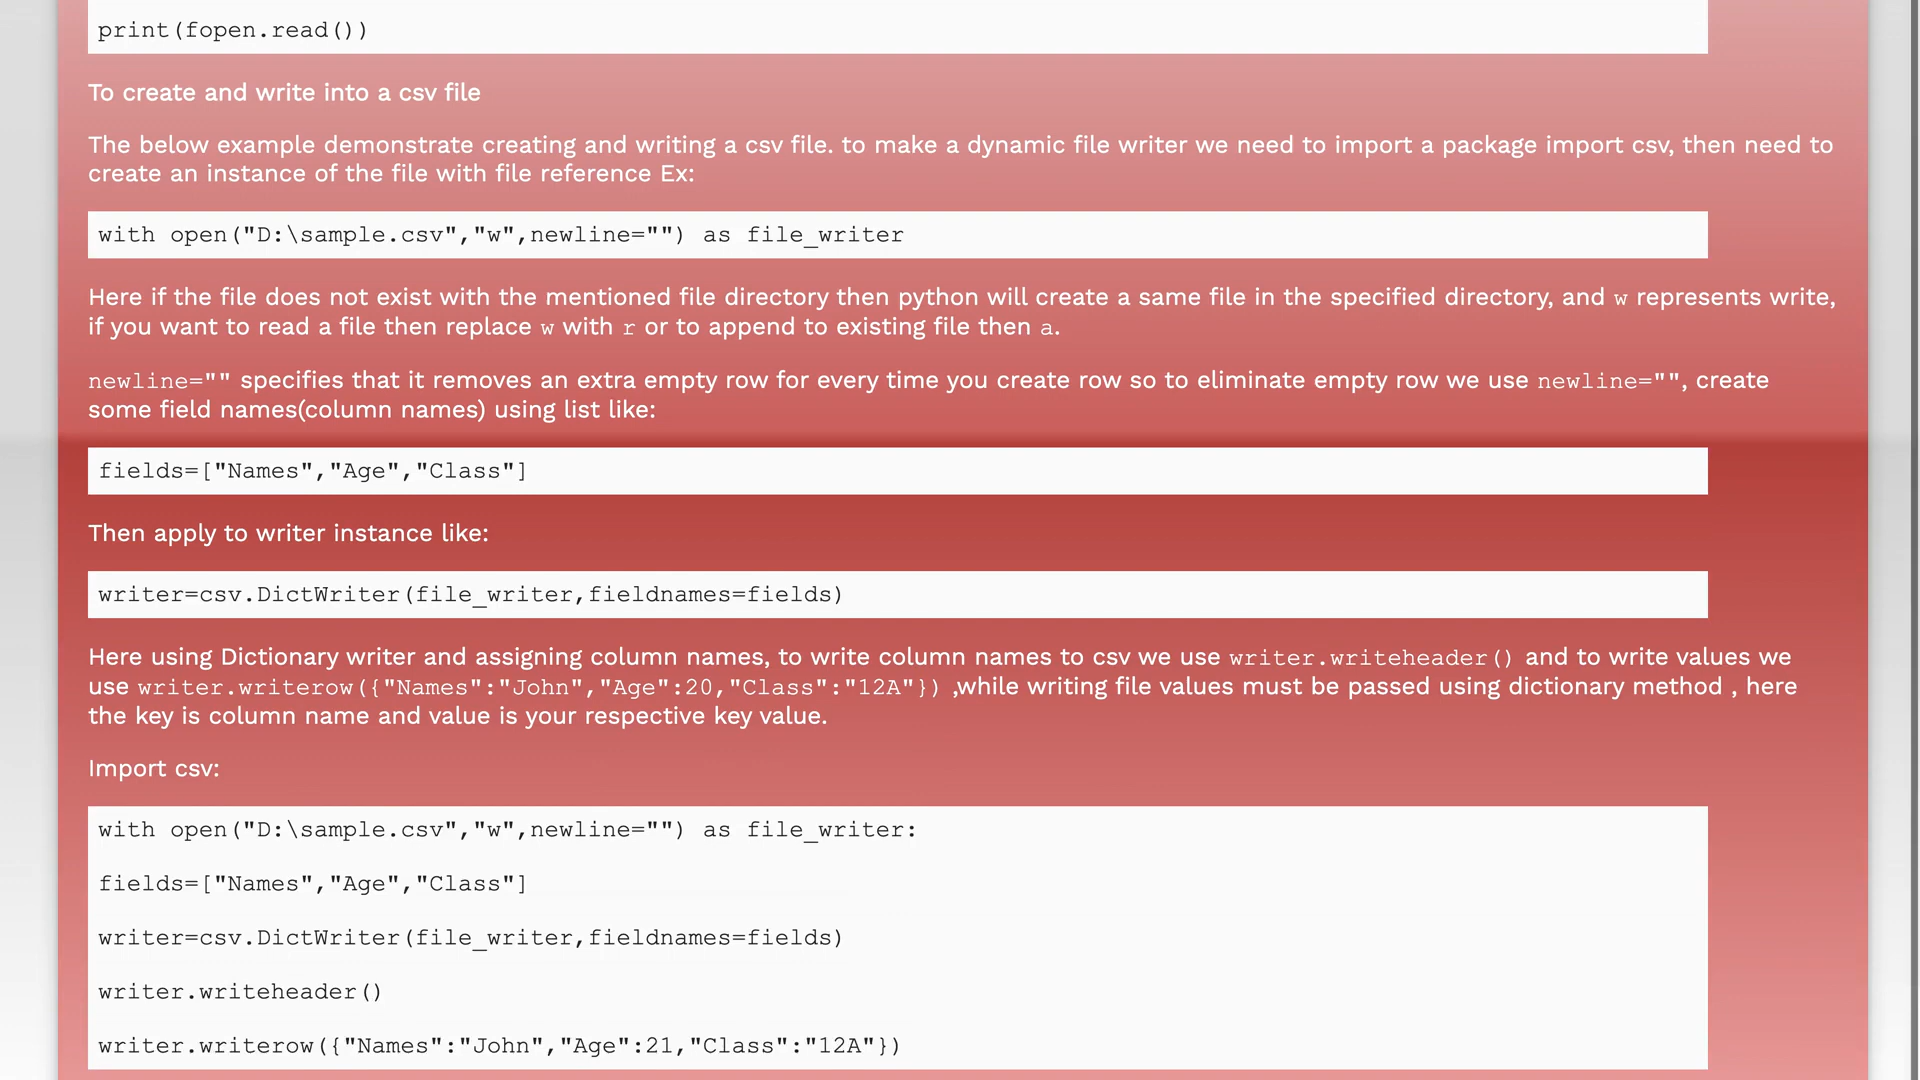 print(fopen.read())
To create and write into a csv file
The below example demonstrate creating and writing a csv file. to make a dynamic file writer we need to import a package import csv, then need to
create an instance of the file with file reference Ex:
with open("D:\sample.csv","w",newline="") as file_writer
Here if the file does not exist with the mentioned file directory then python will create a same file in the specified directory, and w represents write,
if you want to read a file then replace w with r or to append to existing file then a.
newline="" specifies that it removes an extra empty row for every time you create row so to eliminate empty row we use newline="", create
some field names(column names) using list like:
fields=["Names","Age","Class"]
Then apply to writer instance like:
writer=csv.DictWriter(file_writer,fieldnames=fields)
Here using Dictionary writer and assigning column names, to write column names to csv we use writer.writeheader() and to write values we
use writer.writerow({"Names":"John","Age":20,"Class":"12A"}) ,while writing file values must be passed using dictionary method , here
the key is column name and value is your respective key value.
Import csv:
with open("D:\sample.csv","w",newline="") as file_writer:
fields=["Names","Age","Class"]
writer=csv.DictWriter(file_writer,fieldnames=fields)
writer.writeheader()
writer.writerow({"Names":"John","Age":21,"Class":"12A"})